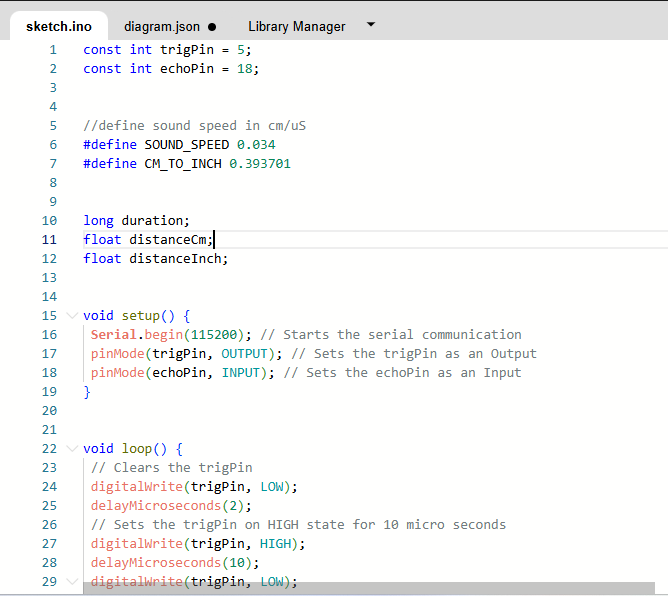 sketch.ino diagram.json ● Library Manager
1 const int trigPin = 5;
2 const int echoPin = 18;
3
4
5 //define sound speed in cm/uS
6 #define SOUND_SPEED 0.034
7 #define CM_TO_INCH 0.393701
8
9
10 long duration;
11 float distanceCm;
12 float distanceInch;
13
14
15 void setup() {
16 Serial.begin(115200); // Starts the serial communication
17 pinMode(trigPin, OUTPUT); // Sets the trigPin as an Output
18 pinMode(echoPin, INPUT); // Sets the echoPin as an Input
19 }
20
21
22 void loop() {
23 // Clears the trigPin
24 digitalWrite(trigPin, LOW);
25 delayMicroseconds(2);
26 // Sets the trigPin on HIGH state for 10 micro seconds
27 digitalWrite(trigPin, HIGH);
28 delayMicroseconds(10);
29 digitalWrite(trigPin, LOW);